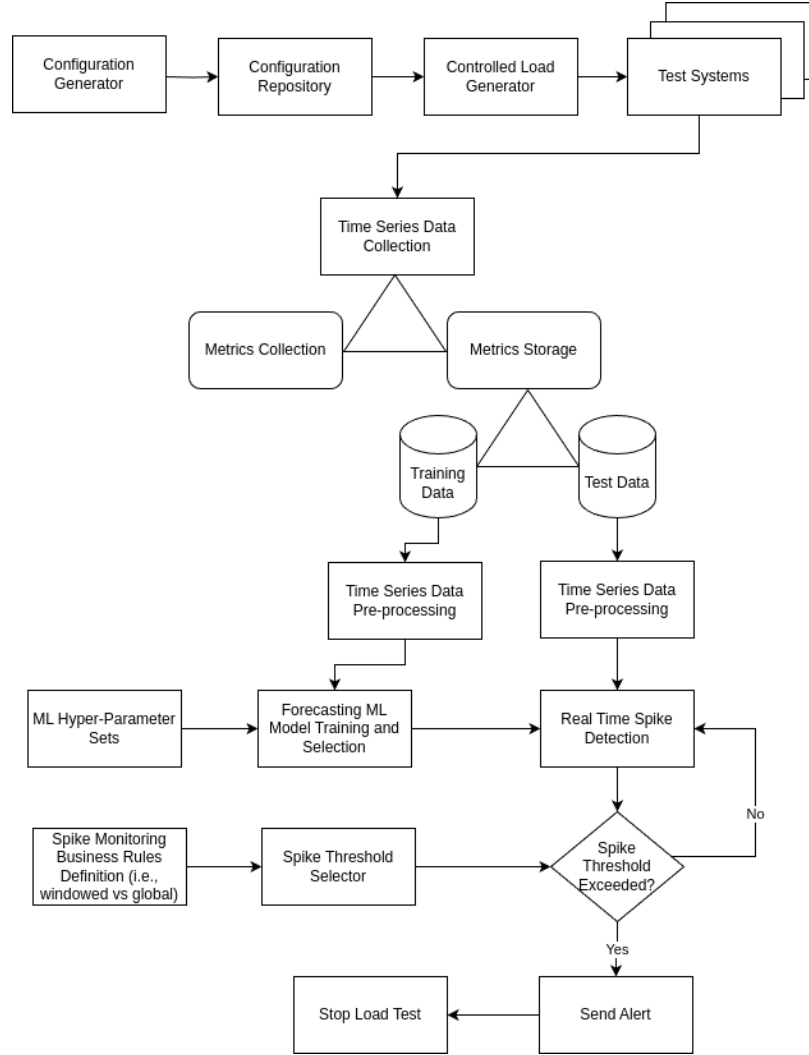 Configuration
Generator
Configuration
Repository
Controlled Load
Generator
Test Systems
Time Series Data
Collection
Metrics Collection
Metrics Storage
Training
Data
Test Data
Time Series Data
Pre-processing
Time Series Data
Pre-processing
ML Hyper-Parameter
Sets
Forecasting ML
Model Training and
Selection
Real Time Spike
Detection
No
Spike Monitoring
Business Rules
Definition (i.e.,
windowed vs global)
Spike Threshold
Selector
Spike
Threshold
Exceeded?
Yes
Stop Load Test
Send Alert